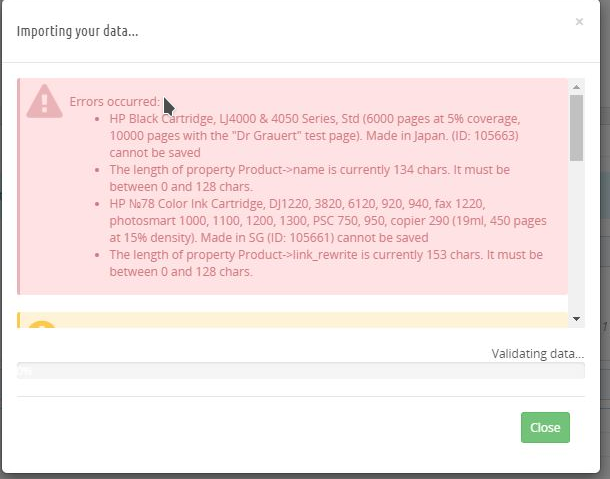 Importing your data...
×
Errors occurred:
HP Black Cartridge, LJ4000 & 4050 Series, Std (6000 pages at 5% coverage,
10000 pages with the "Dr Grauert" test page). Made in Japan. (ID: 105663)
cannot be saved
The length of property Product->name is currently 134 chars. It must be
between 0 and 128 chars.
HP №78 Color Ink Cartridge, DJ1220, 3820, 6120, 920, 940, fax 1220,
photosmart 1000, 1100, 1200, 1300, PSC 750, 950, copier 290 (19ml, 450 pages
at 15% density). Made in SG (ID: 105661) cannot be saved
The length of property Product->link_rewrite is currently 153 chars. It must be
between 0 and 128 chars.
Validating data...
Close